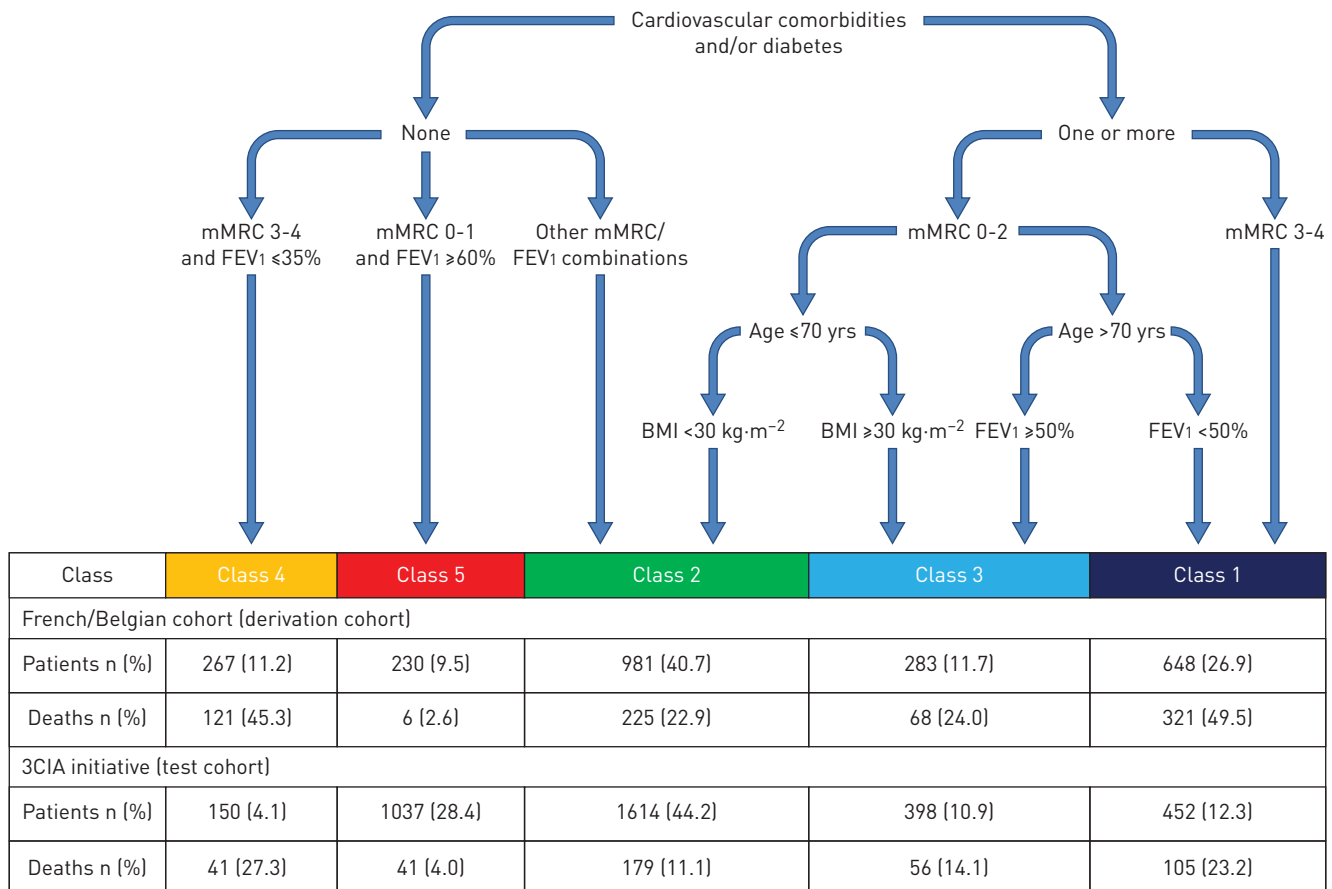 Cardiovascular comorbidities
and/or diabetes
None
One or more
mMRC 3-4
and FEV1 ≤35%
mMRC 0-1
and FEV1 ≥60%
Other mMRC/
FEV1 combinations
mMRC 0-2
mMRC 3-4
Age ≤70 yrs
Age >70 yrs
BMI <30 kg·m−2
BMI ≥30 kg·m−2
FEV1 ≥50%
FEV1 <50%
Class Class 4 Class 5 Class 2 Class 3 Class 1
French/Belgian cohort (derivation cohort)
Patients n (%) 267 (11.2) 230 (9.5) 981 (40.7) 283 (11.7) 648 (26.9)
Deaths n (%) 121 (45.3) 6 (2.6) 225 (22.9) 68 (24.0) 321 (49.5)
3CIA initiative (test cohort)
Patients n (%) 150 (4.1) 1037 (28.4) 1614 (44.2) 398 (10.9) 452 (12.3)
Deaths n (%) 41 (27.3) 41 (4.0) 179 (11.1) 56 (14.1) 105 (23.2)